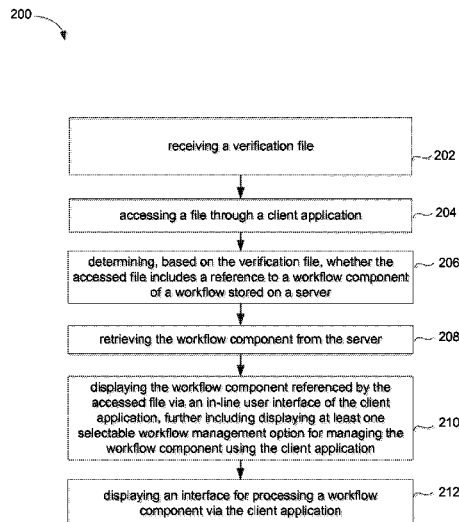 200
receiving a verification file
202
accessing a file through a client application
204
determining, based on the verification file, whether the
accessed file includes a reference to a workflow component
of a workflow stored on a server
206
retrieving the workflow component from the server
208
displaying the workflow component referenced by the
accessed file via an in-line user interface of the client
application, further including displaying at least one
selectable workflow management option for managing the
workflow component using the client application
210
displaying an interface for processing a workflow
component via the client application
212